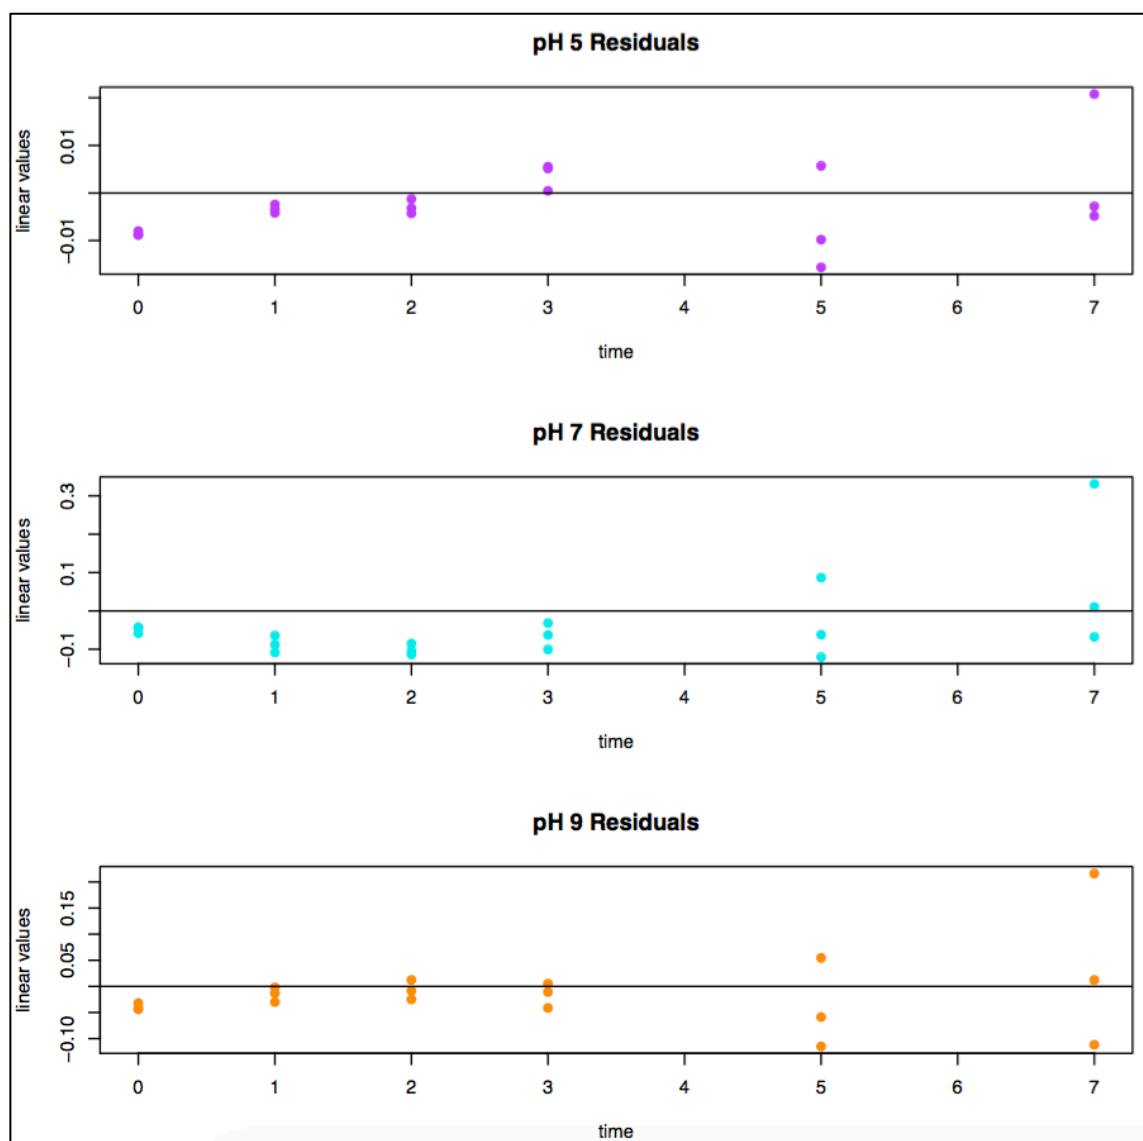 pH 5 Residuals
linear values
0.01
-0.01
0 1 2 3 4 5 6 7
time
pH 7 Residuals
linear values
0.3
0.1
-0.1
0 1 2 3 4 5 6 7
time
pH 9 Residuals
linear values
0.15
0.05
-0.10
0 1 2 3 4 5 6 7
time